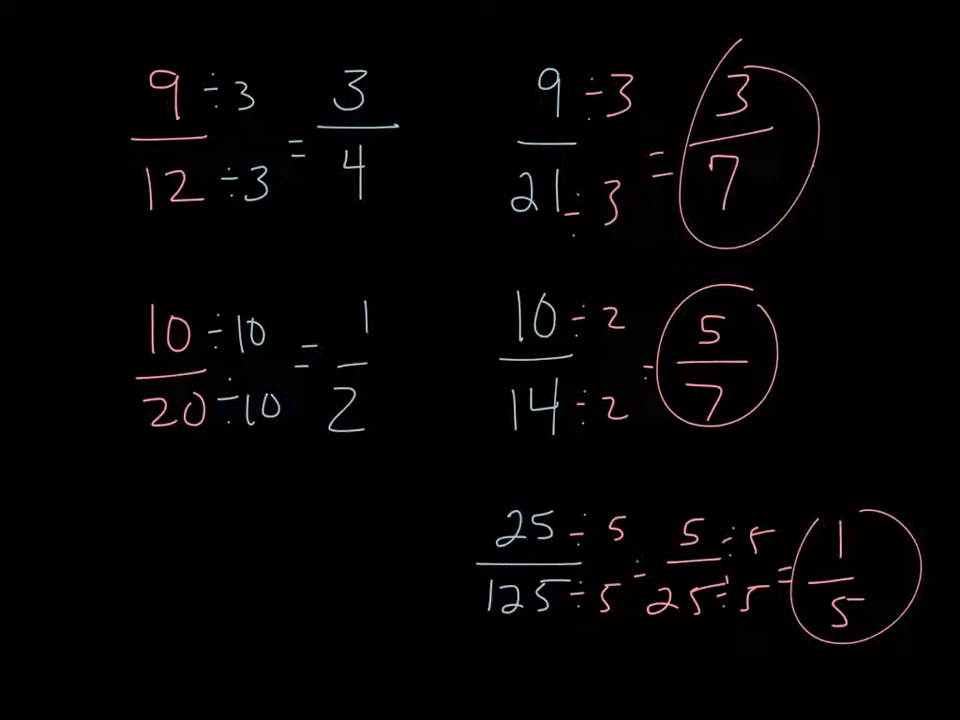 9 ÷ 3 / 12 ÷ 3 = 3 / 4
9 ÷ 3 / 21 ÷ 3 = 3 / 7
10 ÷ 10 / 20 ÷ 10 = 1 / 2
10 ÷ 2 / 14 ÷ 2 = 5 / 7
25 ÷ 5 / 125 ÷ 5 = 5 ÷ 5 / 25 ÷ 5 = 1 / 5